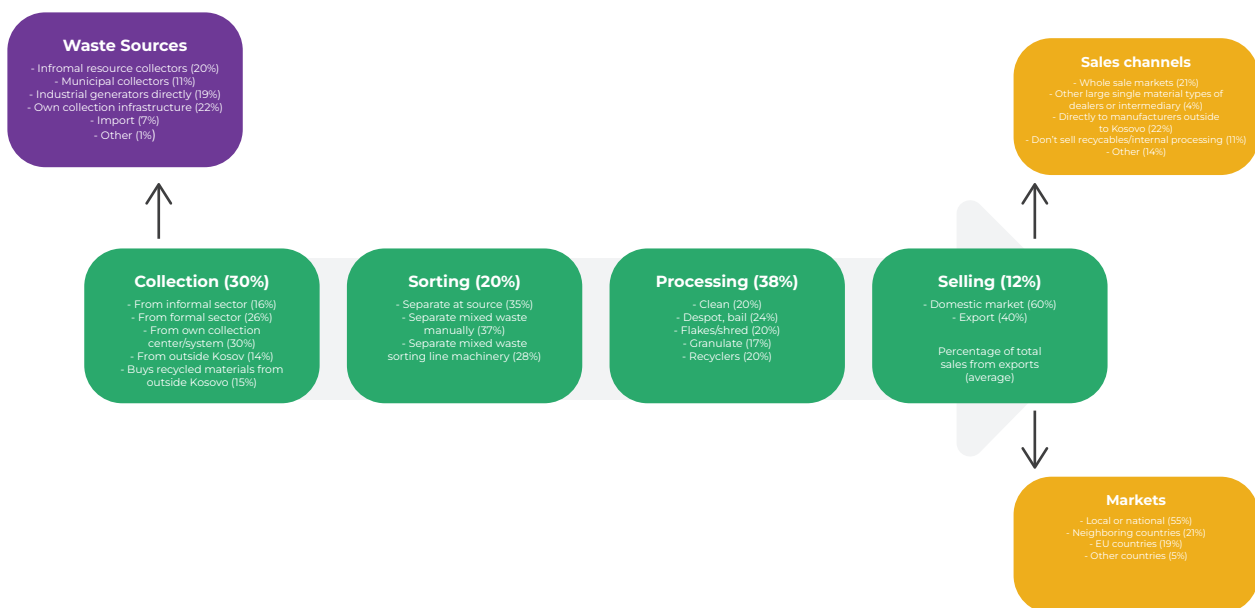 Waste Sources
- Infromal resource collectors (20%)
- Municipal collectors (11%)
- Industrial generators directly (19%)
- Own collection infrastructure (22%)
- Import (7%)
- Other (1%)
Sales channels
- Whole sale markets (21%)
- Other large single material types of
dealers or intermediary (4%)
- Directly to manufacturers outside
to Kosovo (22%)
- Don't sell recycables/internal processing (11%)
- Other (14%)
Collection (30%)
- From informal sector (16%)
- From formal sector (26%)
- From own collection
center/system (30%)
- From outside Kosov (14%)
- Buys recycled materials from
outside Kosovo (15%)
Sorting (20%)
- Separate at source (35%)
- Separate mixed waste
manually (37%)
- Separate mixed waste
sorting line machinery (28%)
Processing (38%)
- Clean (20%)
- Despot, bail (24%)
- Flakes/shred (20%)
- Granulate (17%)
- Recyclers (20%)
Selling (12%)
- Domestic market (60%)
- Export (40%)
Percentage of total
sales from exports
(average)
Markets
- Local or national (55%)
- Neighboring countries (21%)
- EU countries (19%)
- Other countries (5%)